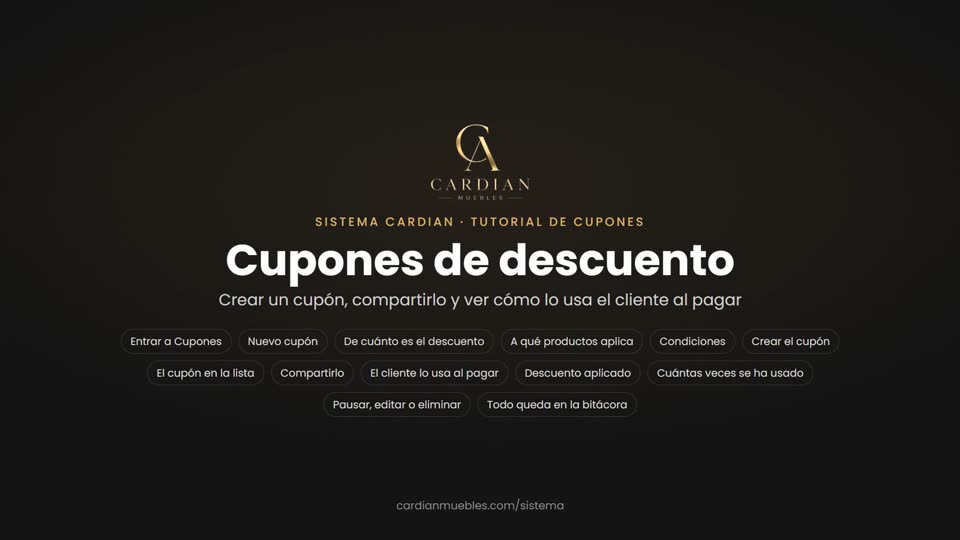 CA
CARDIAN
MUEBLES
SISTEMA CARDIAN · TUTORIAL DE CUPONES
Cupones de descuento
Crear un cupón, compartirlo y ver cómo lo usa el cliente al pagar
Entrar a Cupones Nuevo cupón De cuánto es el descuento A qué productos aplica Condiciones Crear el cupón
El cupón en la lista Compartirlo El cliente lo usa al pagar Descuento aplicado Cuántas veces se ha usado
Pausar, editar o eliminar Todo queda en la bitácora
cardianmuebles.com/sistema